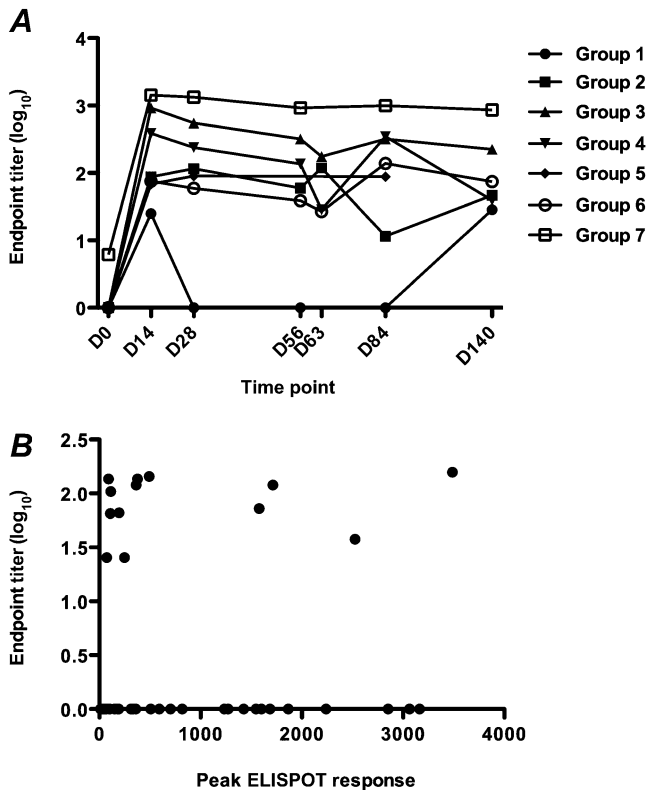 A
Endpoint titer (log10)
4
3
2
1
0
D0
D14
D28
D56
D63
D84
D140
Time point
Group 1
Group 2
Group 3
Group 4
Group 5
Group 6
Group 7
B
Endpoint titer (log10)
2.5
2.0
1.5
1.0
0.5
0.0
0
1000
2000
3000
4000
Peak ELISPOT response